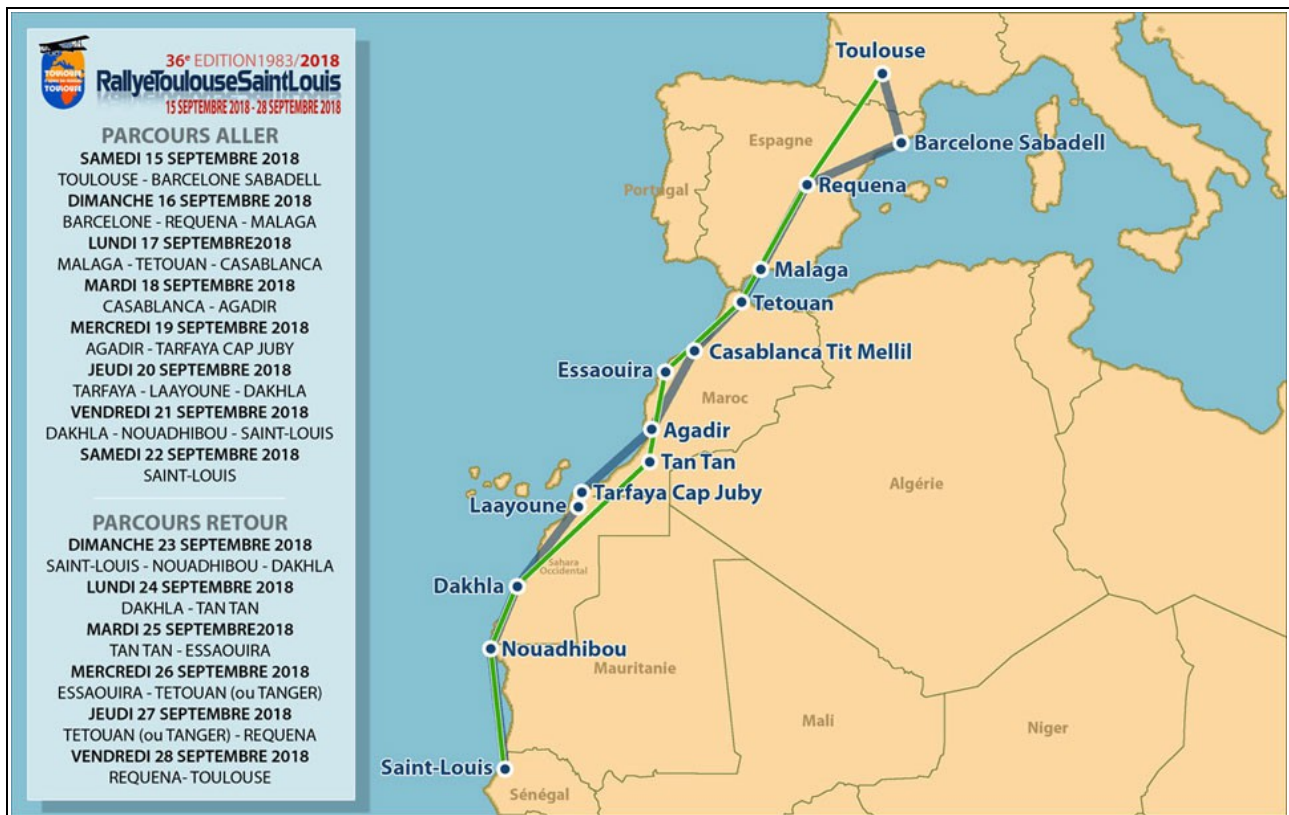 36e EDITION1983/2018
RallyeToulouseSaintLouis
15 SEPTEMBRE 2018 - 28 SEPTEMBRE 2018
TOULOUSE
PARCOURS ALLER
SAMEDI 15 SEPTEMBRE 2018
TOULOUSE - BARCELONE SABADELL
DIMANCHE 16 SEPTEMBRE 2018
BARCELONE - REQUENA - MALAGA
LUNDI 17 SEPTEMBRE2018
MALAGA - TETOUAN - CASABLANCA
MARDI 18 SEPTEMBRE 2018
CASABLANCA - AGADIR
MERCREDI 19 SEPTEMBRE 2018
AGADIR - TARFAYA CAP JUBY
JEUDI 20 SEPTEMBRE 2018
TARFAYA - LAAYOUNE - DAKHLA
VENDREDI 21 SEPTEMBRE 2018
DAKHLA - NOUADHIBOU - SAINT-LOUIS
SAMEDI 22 SEPTEMBRE 2018
SAINT-LOUIS
PARCOURS RETOUR
DIMANCHE 23 SEPTEMBRE 2018
SAINT-LOUIS - NOUADHIBOU - DAKHLA
LUNDI 24 SEPTEMBRE 2018
DAKHLA - TAN TAN
MARDI 25 SEPTEMBRE2018
TAN TAN - ESSAOUIRA
MERCREDI 26 SEPTEMBRE 2018
ESSAOUIRA - TETOUAN (ou TANGER)
JEUDI 27 SEPTEMBRE 2018
TETOUAN (ou TANGER) - REQUENA
VENDREDI 28 SEPTEMBRE 2018
REQUENA- TOULOUSE
Toulouse
Espagne
Barcelone Sabadell
Portugal
Requena
Malaga
Tetouan
Casablanca Tit Mellil
Essaouira
Maroc
Agadir
Tan Tan
Algérie
Tarfaya Cap Juby
Laayoune
Sahara
Occidental
Dakhla
Nouadhibou
Mauritanie
Mali
Niger
Saint-Louis
Sénégal